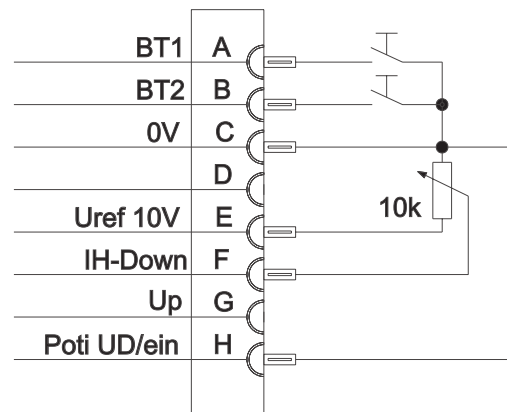 BT1 A
BT2 B
0V C
D
Uref 10V E
10k
IH-Down F
Up G
Poti UD/ein H